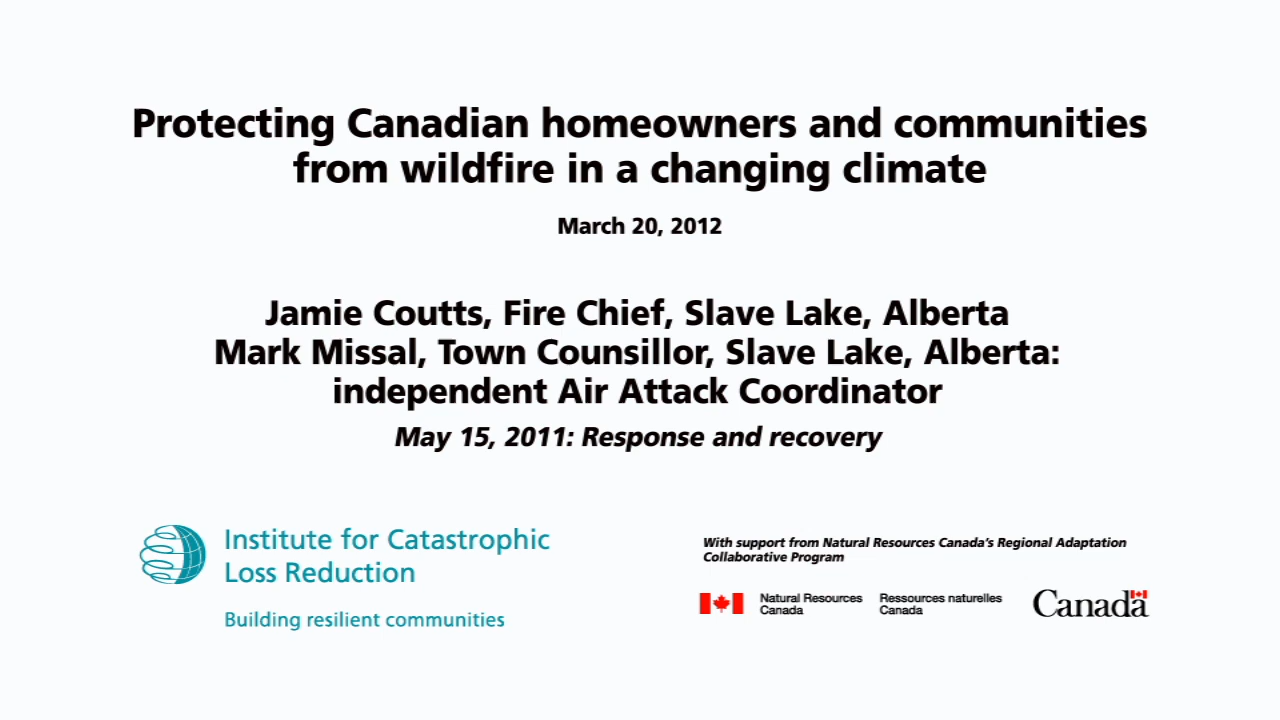 Protecting Canadian homeowners and communities
from wildfire in a changing climate
March 20, 2012
Jamie Coutts, Fire Chief, Slave Lake, Alberta
Mark Missal, Town Counsillor, Slave Lake, Alberta:
independent Air Attack Coordinator
May 15, 2011: Response and recovery
Institute for Catastrophic
Loss Reduction
Building resilient communities
With support from Natural Resources Canada's Regional Adaptation
Collaborative Program
Natural Resources
Canada
Ressources naturelles
Canada
Canada